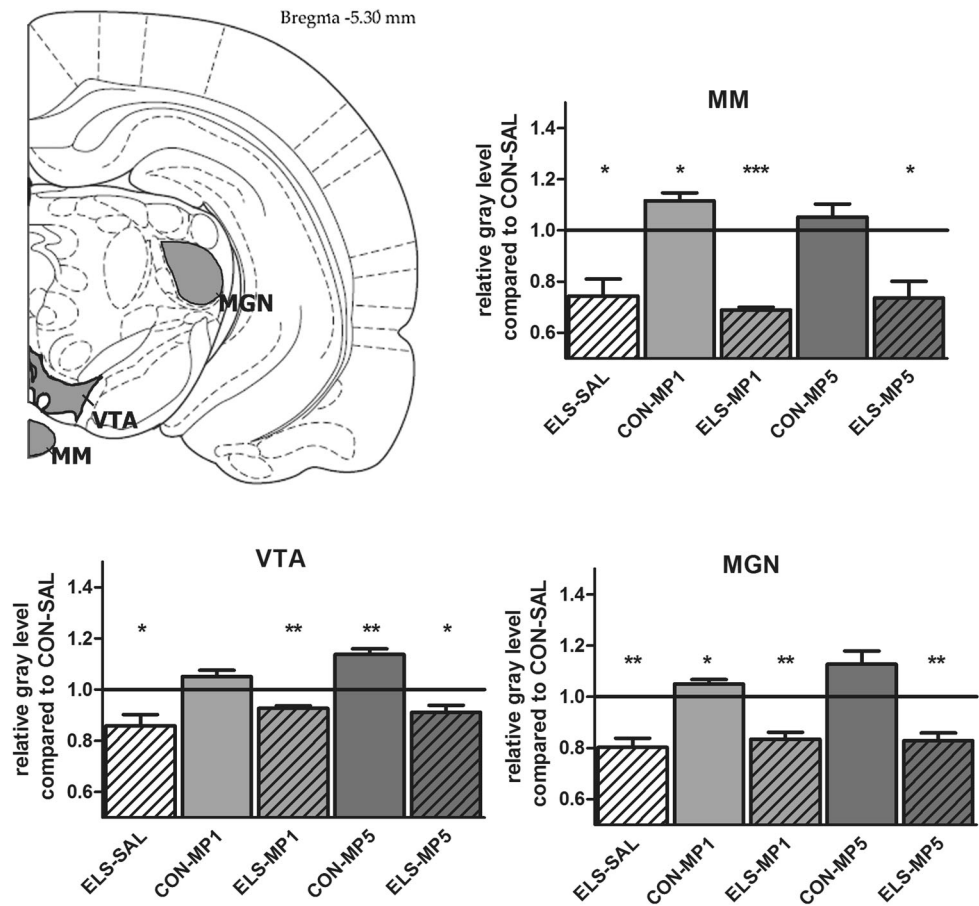 Bregma -5.30 mm
MGN
VTA
MM
MM
relative gray level
compared to CON-SAL
1.4
1.2
1.0
0.8
0.6
* * *** *
ELS-SAL CON-MP1 ELS-MP1 CON-MP5 ELS-MP5
VTA
relative gray level
compared to CON-SAL
1.4
1.2
1.0
0.8
0.6
* ** ** *
ELS-SAL CON-MP1 ELS-MP1 CON-MP5 ELS-MP5
MGN
relative gray level
compared to CON-SAL
1.4
1.2
1.0
0.8
0.6
** * ** **
ELS-SAL CON-MP1 ELS-MP1 CON-MP5 ELS-MP5